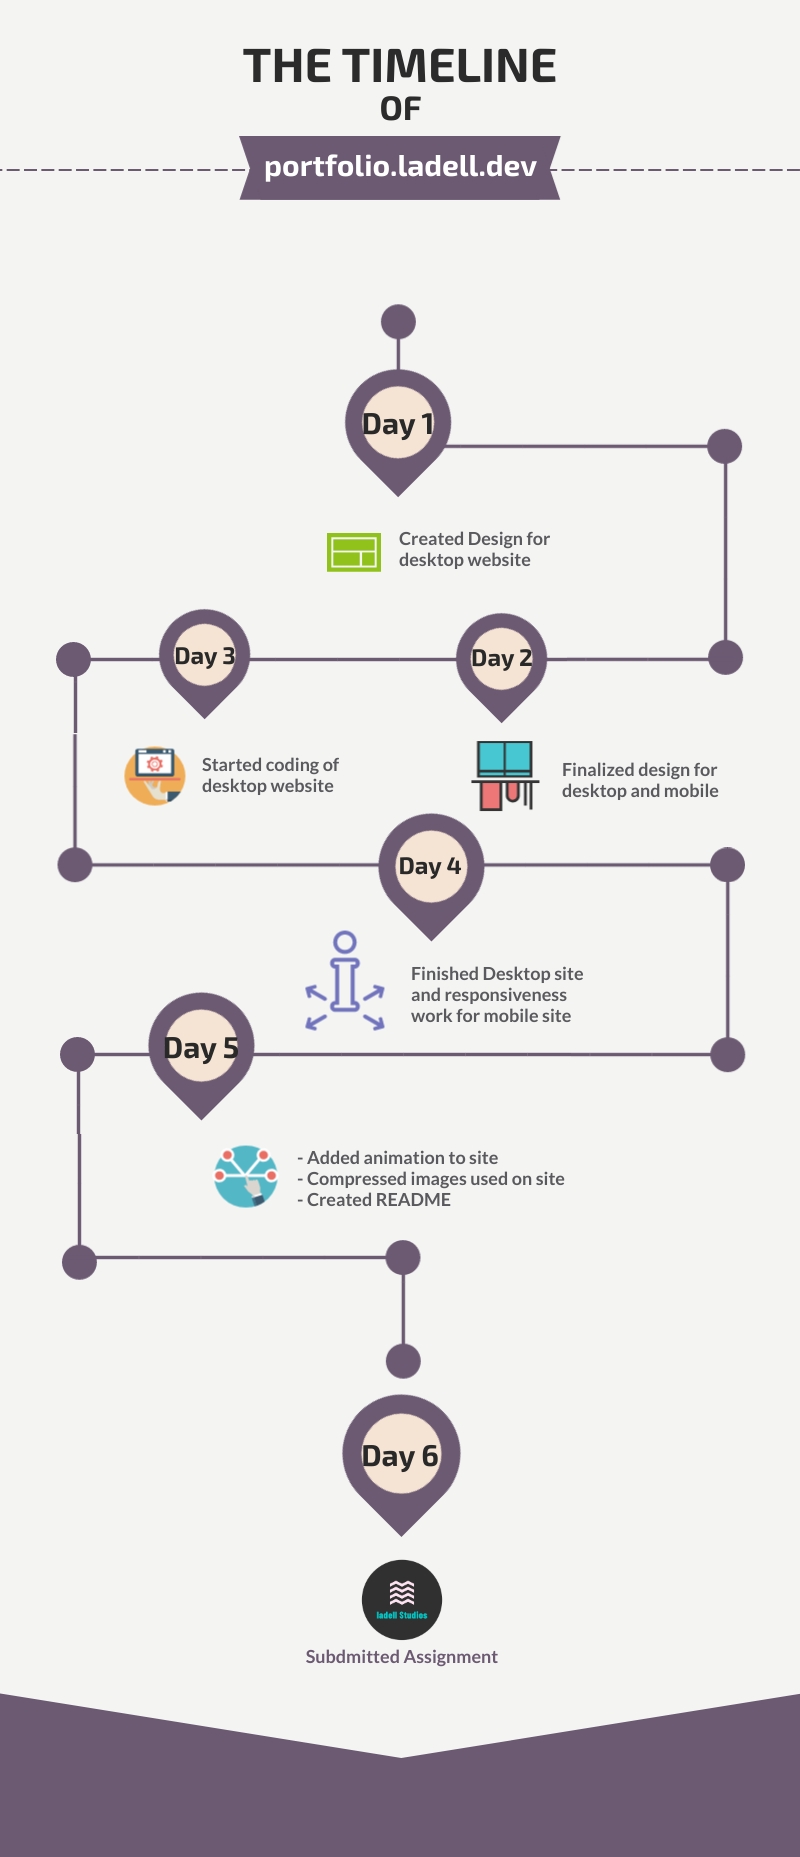 THE TIMELINE
OF
portfolio.ladell.dev
Day 1
Created Design for
desktop website
Day 2
Finalized design for
desktop and mobile
Day 3
Started coding of
desktop website
Day 4
Finished Desktop site
and responsiveness
work for mobile site
Day 5
- Added animation to site
- Compressed images used on site
- Created README
Day 6
ladell Studios
Subdmitted Assignment